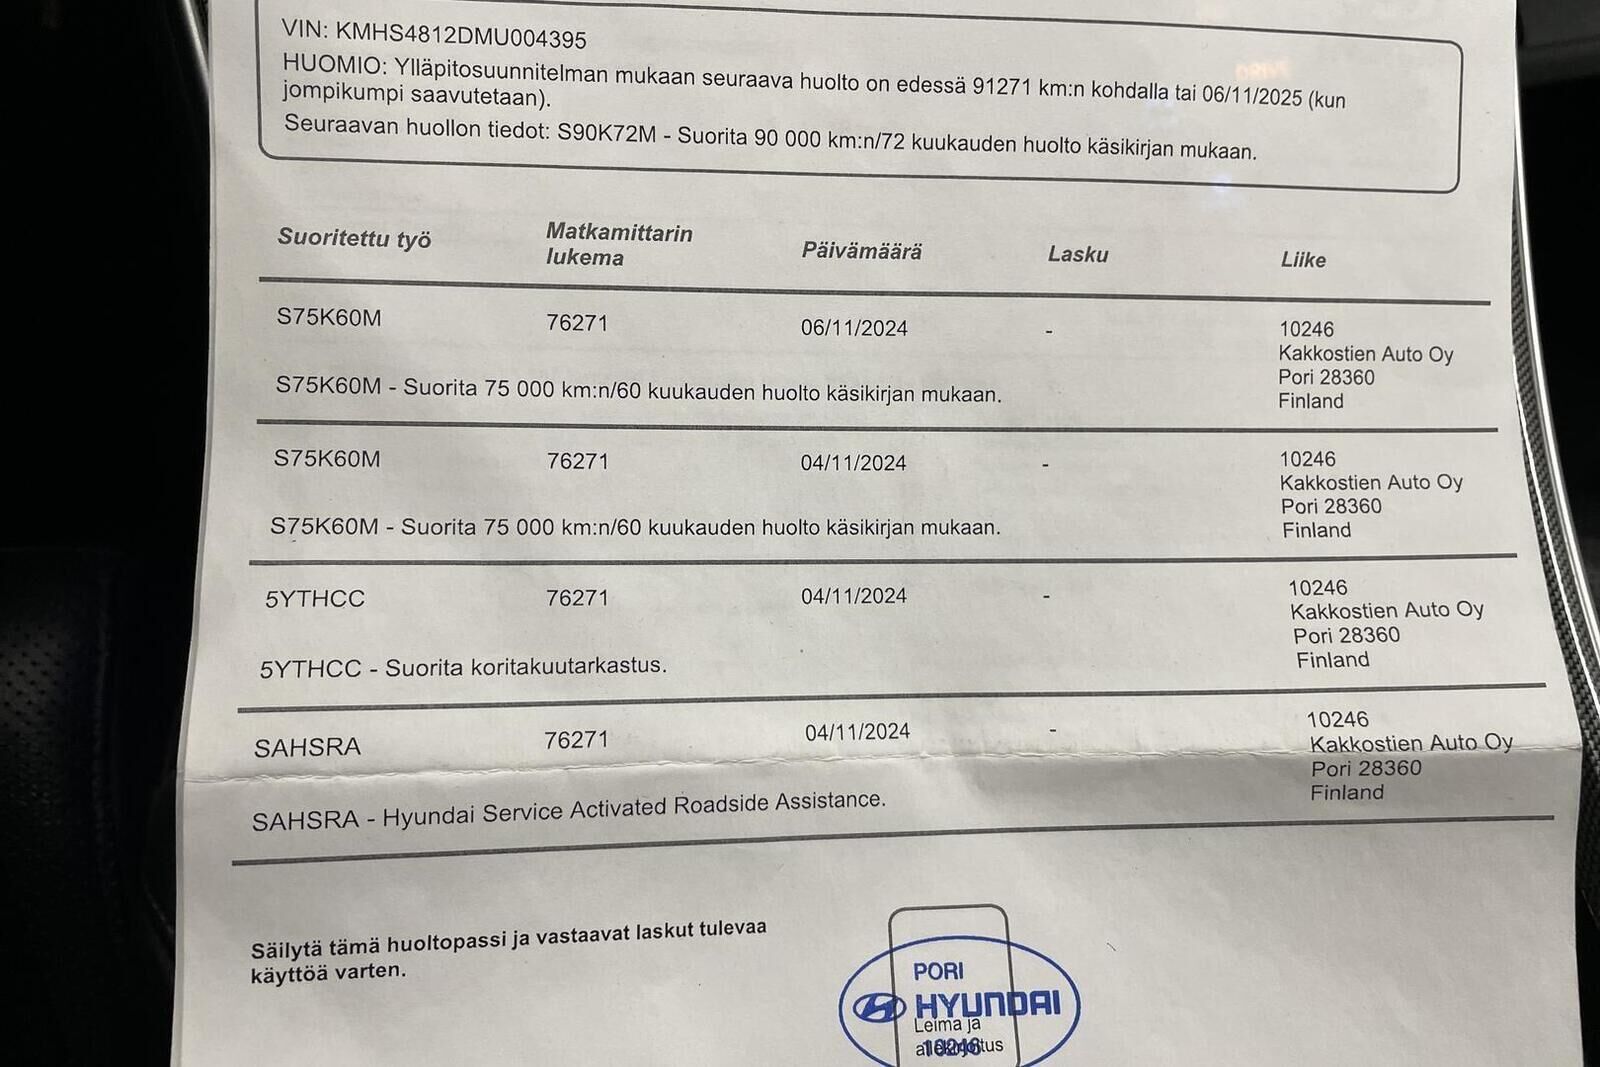 VIN: KMHS4812DMU004395
HUOMIO: Ylläpitosuunnitelman mukaan seuraava huolto on edessä 91271 km:n kohdalla tai 06/11/2025 (kun
jompikumpi saavutetaan).
Seuraavan huollon tiedot: S90K72M - Suorita 90 000 km:n/72 kuukauden huolto käsikirjan mukaan.
Suoritettu työ Matkamittarin lukema Päivämäärä Lasku Liike
S75K60M 76271 06/11/2024 - 10246
Kakkostien Auto Oy
Pori 28360
Finland
S75K60M - Suorita 75 000 km:n/60 kuukauden huolto käsikirjan mukaan.
S75K60M 76271 04/11/2024 - 10246
Kakkostien Auto Oy
Pori 28360
Finland
S75K60M - Suorita 75 000 km:n/60 kuukauden huolto käsikirjan mukaan.
5YTHCC 76271 04/11/2024 - 10246
Kakkostien Auto Oy
Pori 28360
Finland
5YTHCC - Suorita koritakuutarkastus.
SAHSRA 76271 04/11/2024 - 10246
Kakkostien Auto Oy
Pori 28360
Finland
SAHSRA - Hyundai Service Activated Roadside Assistance.
Säilytä tämä huoltopassi ja vastaavat laskut tulevaa
käyttöä varten.
PORI
HYUNDAI
Leima ja
allekirjoitus
10246